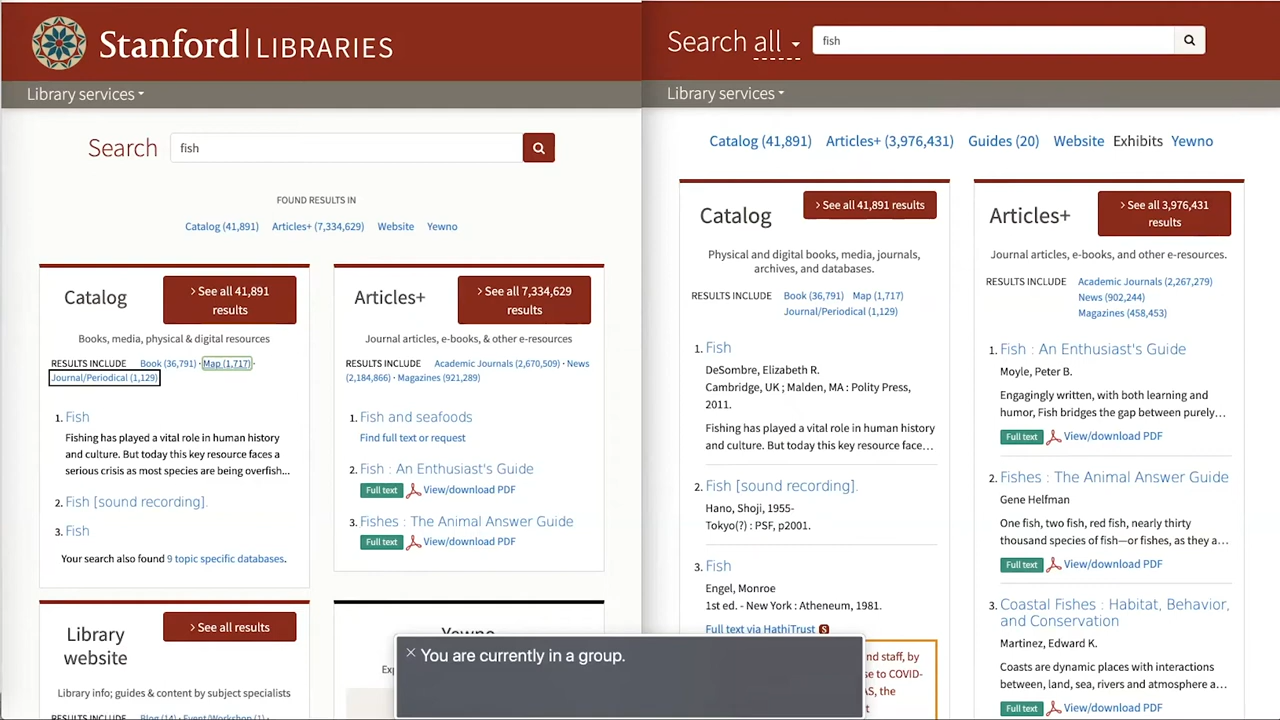 Stanford | LIBRARIES
Library services
Search
fish
FOUND RESULTS IN
Catalog (41,891) Articles+ (7,334,629) Website Yewno
Catalog
> See all 41,891
results
Books, media, physical & digital resources
RESULTS INCLUDE Book (36,791) · Map (1,717) ·
Journal/Periodical (1,129)
1. Fish
Fishing has played a vital role in human history
and culture. But today this key resource faces a
serious crisis as most species are being overfish...
2. Fish [sound recording].
3. Fish
Your search also found 9 topic specific databases.
Articles+
> See all 7,334,629
results
Journal articles, e-books, & other e-resources
RESULTS INCLUDE Academic Journals (2,670,509) · News
(2,184,866) · Magazines (921,289)
1. Fish and seafoods
Find full text or request
2. Fish : An Enthusiast's Guide
Full text View/download PDF
3. Fishes : The Animal Answer Guide
Full text View/download PDF
Library
website
> See all results
Library info; guides & content by subject specialists
RESULTS INCLUDE Blog (14) · Event/Workshop (1) ·
Yewno
Exp
Search all
fish
Library services
Catalog (41,891) Articles+ (3,976,431) Guides (20) Website Exhibits Yewno
Catalog
> See all 41,891 results
Physical and digital books, media, journals,
archives, and databases.
RESULTS INCLUDE Book (36,791) Map (1,717)
Journal/Periodical (1,129)
1. Fish
DeSombre, Elizabeth R.
Cambridge, UK ; Malden, MA : Polity Press,
2011.
Fishing has played a vital role in human history
and culture. But today this key resource face...
2. Fish [sound recording].
Hano, Shoji, 1955-
Tokyo(?) : PSF, p2001.
3. Fish
Engel, Monroe
1st ed. - New York : Atheneum, 1981.
Full text via HathiTrust S
nd staff, by
se to COVID-
AS, the
Articles+
> See all 3,976,431
results
Journal articles, e-books, and other e-resources.
RESULTS INCLUDE Academic Journals (2,267,279)
News (902,244)
Magazines (458,453)
1. Fish : An Enthusiast's Guide
Moyle, Peter B.
Engagingly written, with both learning and
humor, Fish bridges the gap between purely...
Full text View/download PDF
2. Fishes : The Animal Answer Guide
Gene Helfman
One fish, two fish, red fish, nearly thirty
thousand species of fish—or fishes, as they a...
Full text View/download PDF
3. Coastal Fishes : Habitat, Behavior,
and Conservation
Martinez, Edward K.
Coasts are dynamic places with interactions
between, land, sea, rivers and atmosphere a...
Full text View/download PDF
× You are currently in a group.